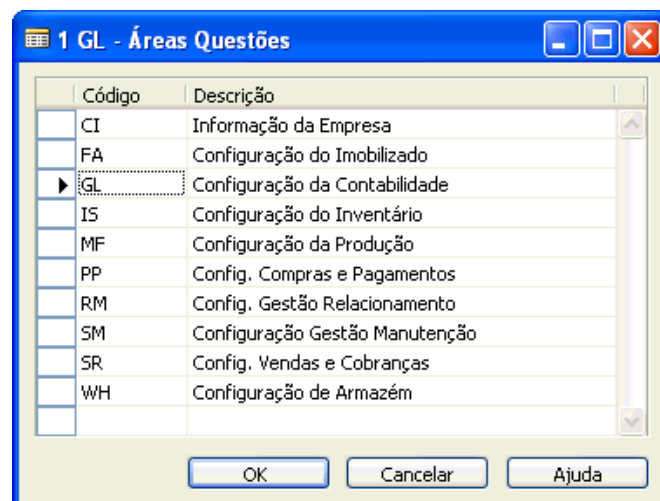 1 GL - Áreas Questões
Código Descrição
CI Informação da Empresa
FA Configuração do Imobilizado
GL Configuração da Contabilidade
IS Configuração do Inventário
MF Configuração da Produção
PP Config. Compras e Pagamentos
RM Config. Gestão Relacionamento
SM Configuração Gestão Manutenção
SR Config. Vendas e Cobranças
WH Configuração de Armazém
OK Cancelar Ajuda